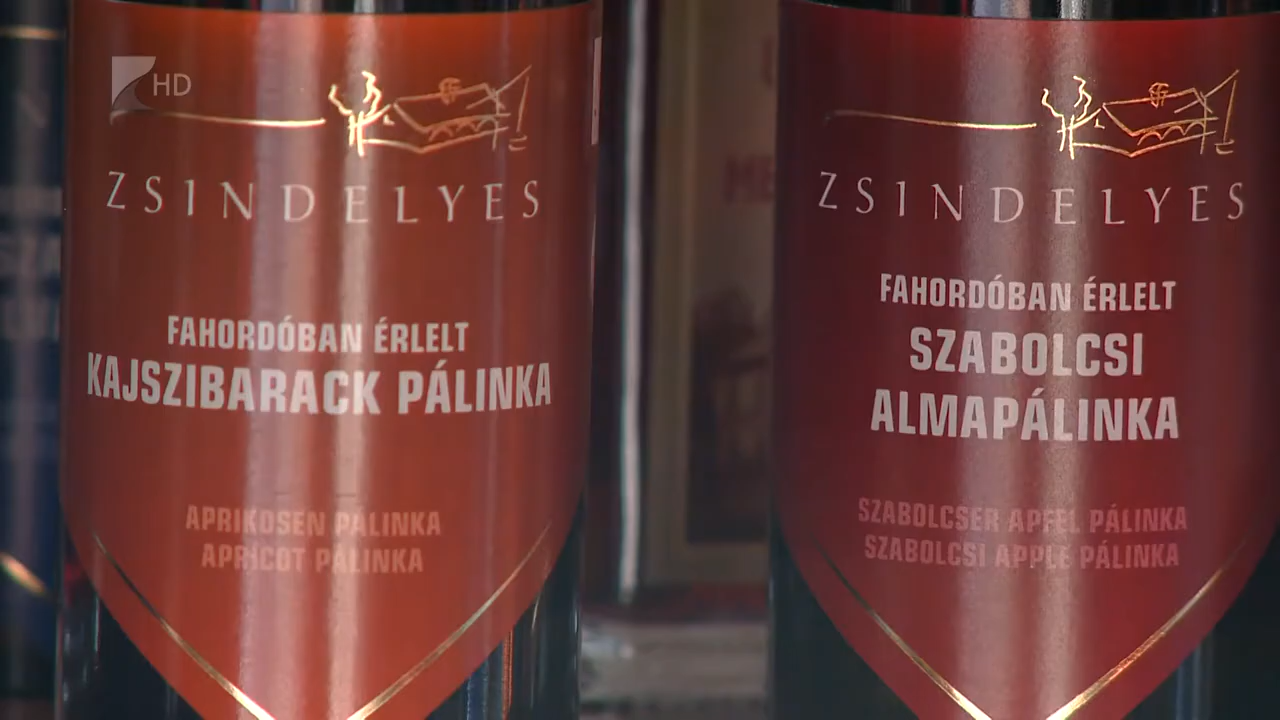 HD
ZSINDELYES
FAHORDÓBAN ÉRLELT
KAJSZIBARACK PÁLINKA
APRIKOSEN PÁLINKA
APRICOT PÁLINKA
ZSINDELYES
FAHORDÓBAN ÉRLELT
SZABOLCSI
ALMAPÁLINKA
SZABOLCSER APFEL PÁLINKA
SZABOLCSI APPLE PÁLINKA